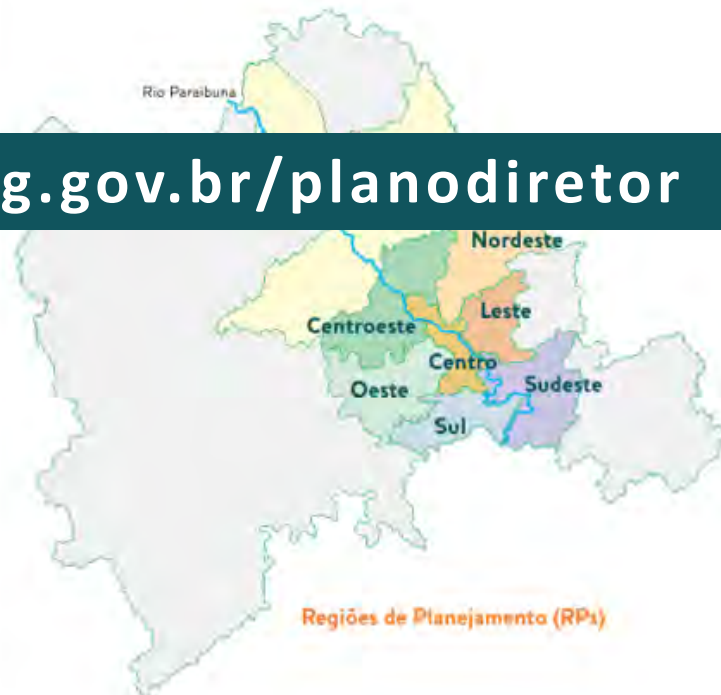 Rio Paraibuna
g.gov.br/planodiretor
Nordeste
Leste
Centroeste
Centro
Oeste
Sudeste
Sul
Regiões de Planejamento (RPs)